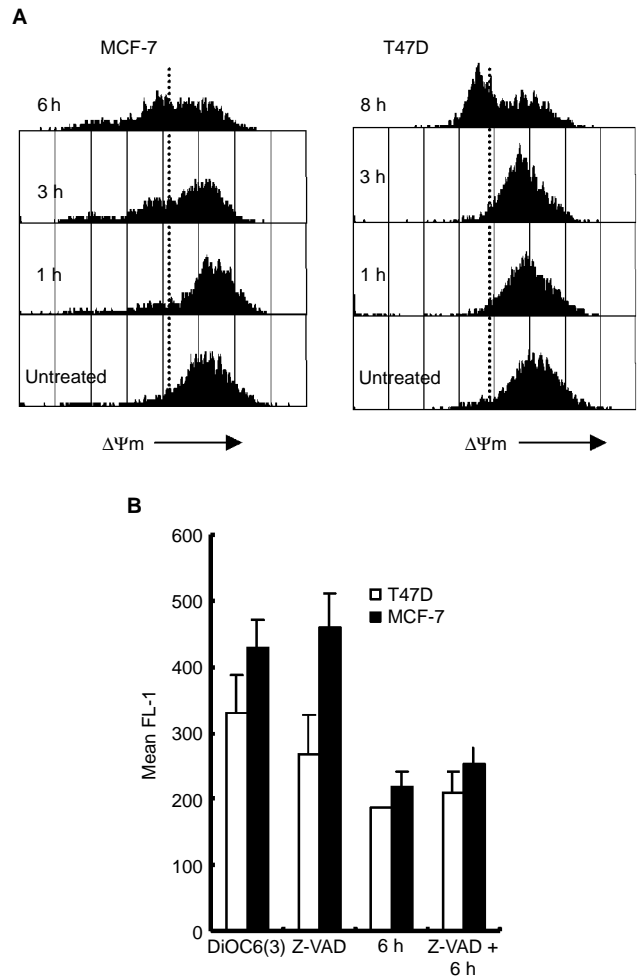 A
MCF-7
T47D
6 h
8 h
3 h
3 h
1 h
1 h
Untreated
Untreated
ΔΨm
ΔΨm
B
600
500
400
300
200
100
0
Mean FL-1
T47D
MCF-7
DiOC6(3)
Z-VAD
6 h
Z-VAD +
6 h